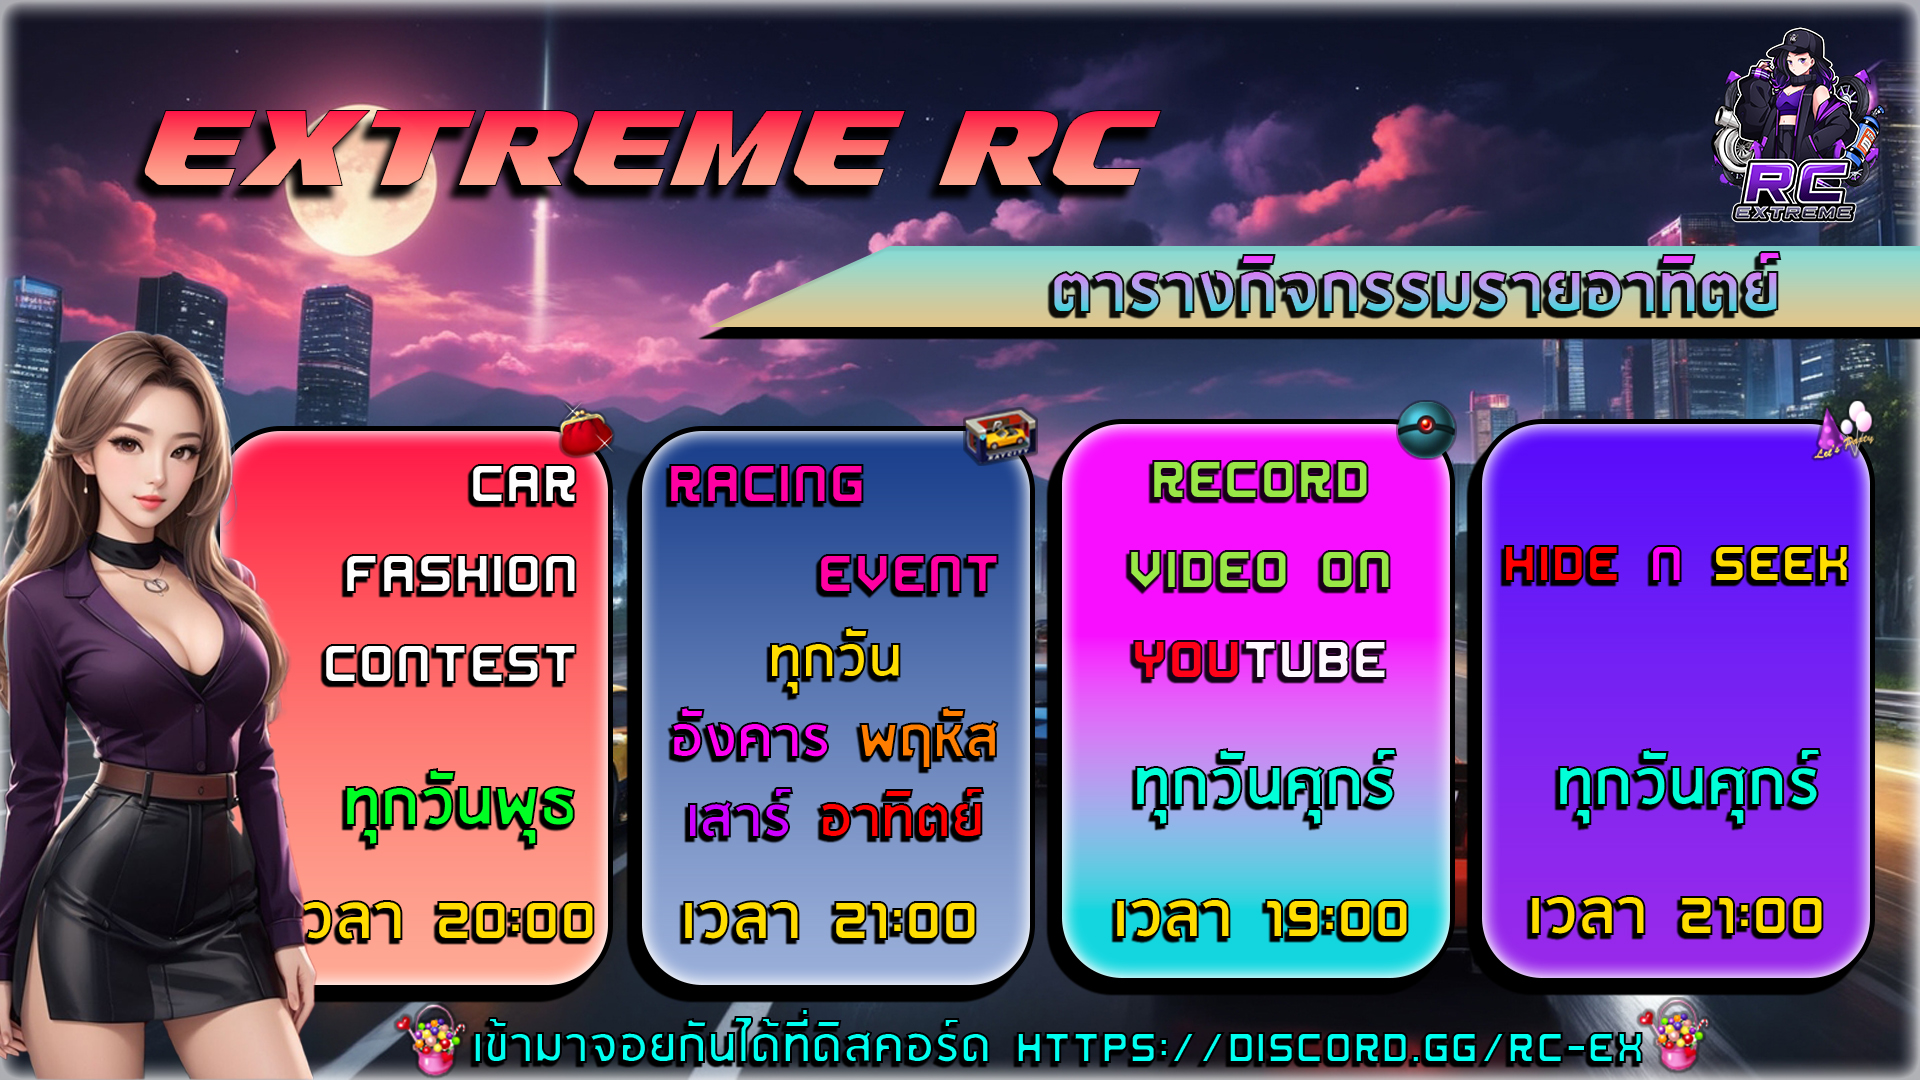 EXTREME RC
RC
EXTREME
ตารางกิจกรรมรายอาทิตย์
CAR
FASHION
CONTEST
ทุกวันพุธ
เวลา 20:00
RACING
EVENT
ทุกวัน
อังคาร พฤหัส
เสาร์ อาทิตย์
เวลา 21:00
RECORD
VIDEO ON
YOUTUBE
ทุกวันศุกร์
เวลา 19:00
Let's Party
HIDE N SEEK
ทุกวันศุกร์
เวลา 21:00
เข้ามาจอยกันได้ที่ดิสคอร์ด HTTPS://DISCORD.GG/RC-EX